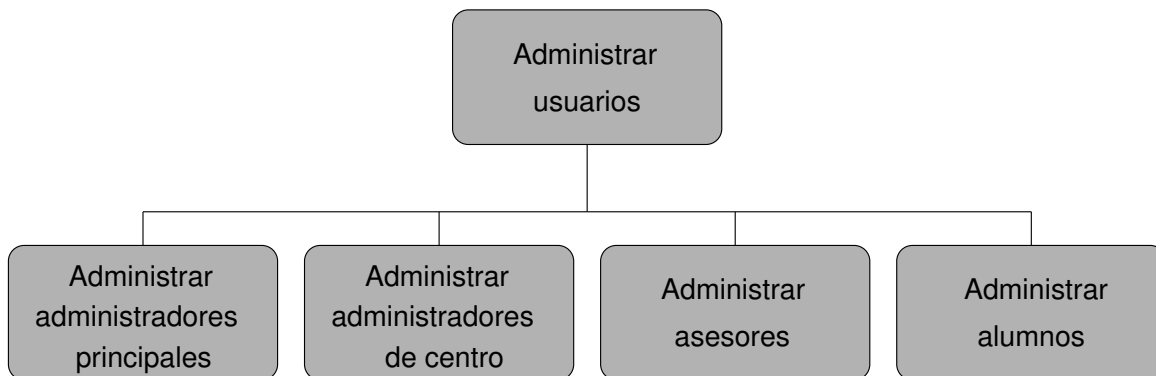 Administrar
usuarios
Administrar
administradores
principales
Administrar
administradores
de centro
Administrar
asesores
Administrar
alumnos